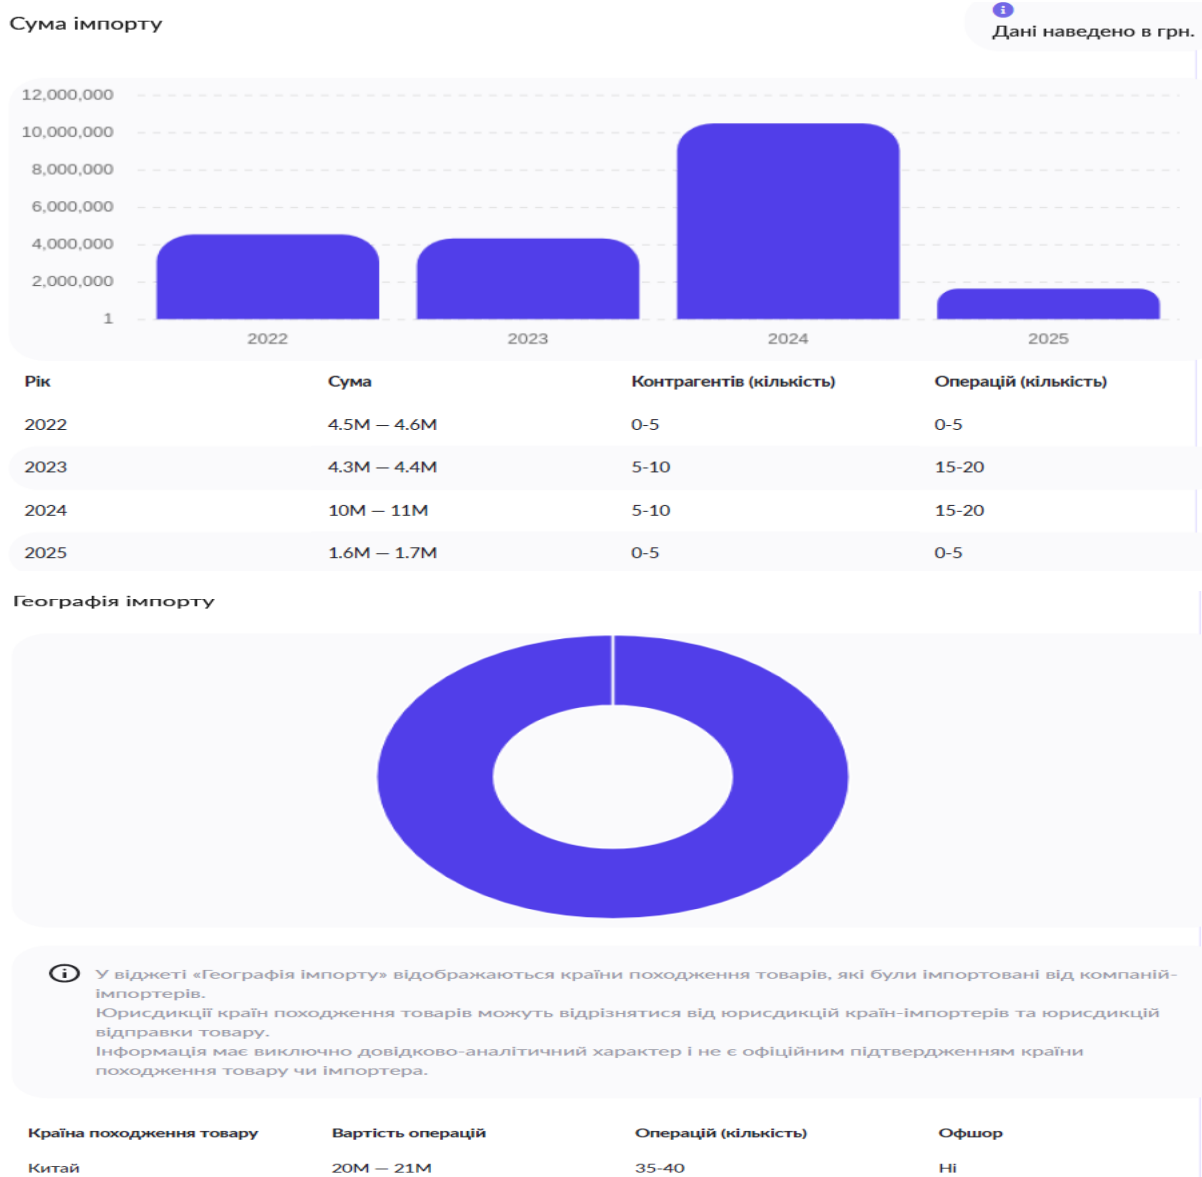 Сума імпорту
Дані наведено в грн.
12,000,000
10,000,000
8,000,000
6,000,000
4,000,000
2,000,000
1
2022 2023 2024 2025
Рік Сума Контрагентів (кількість) Операцій (кількість)
2022 4.5M — 4.6M 0-5 0-5
2023 4.3M — 4.4M 5-10 15-20
2024 10M — 11M 5-10 15-20
2025 1.6M — 1.7M 0-5 0-5
Географія імпорту
У віджеті «Географія імпорту» відображаються країни походження товарів, які були імпортовані від компаній-
імпортерів.
Юрисдикції країн походження товарів можуть відрізнятися від юрисдикцій країн-імпортерів та юрисдикцій
відправки товару.
Інформація має виключно довідково-аналітичний характер і не є офіційним підтвердженням країни
походження товару чи імпортера.
Країна походження товару Вартість операцій Операцій (кількість) Офшор
Китай 20M — 21M 35-40 Ні